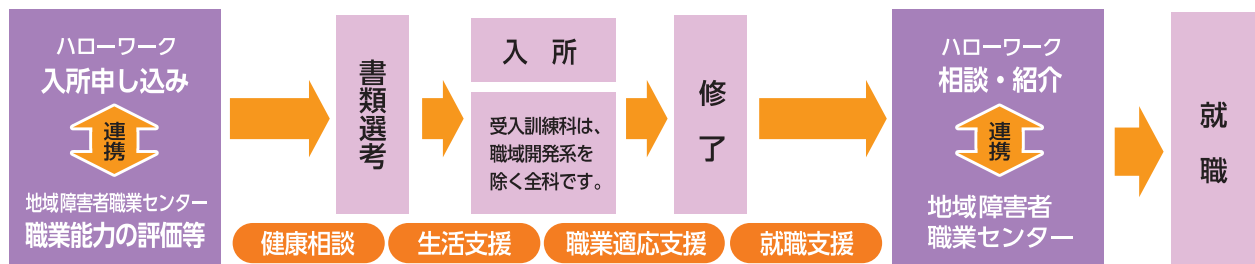 ハローワーク
入所申し込み
連携
地域障害者職業センター
職業能力の評価等
書類選考
入 所
受入訓練科は、
職域開発系を
除く全科です。
修了
ハローワーク
相談・紹介
連携
地域障害者
職業センター
就職
健康相談
生活支援
職業適応支援
就職支援